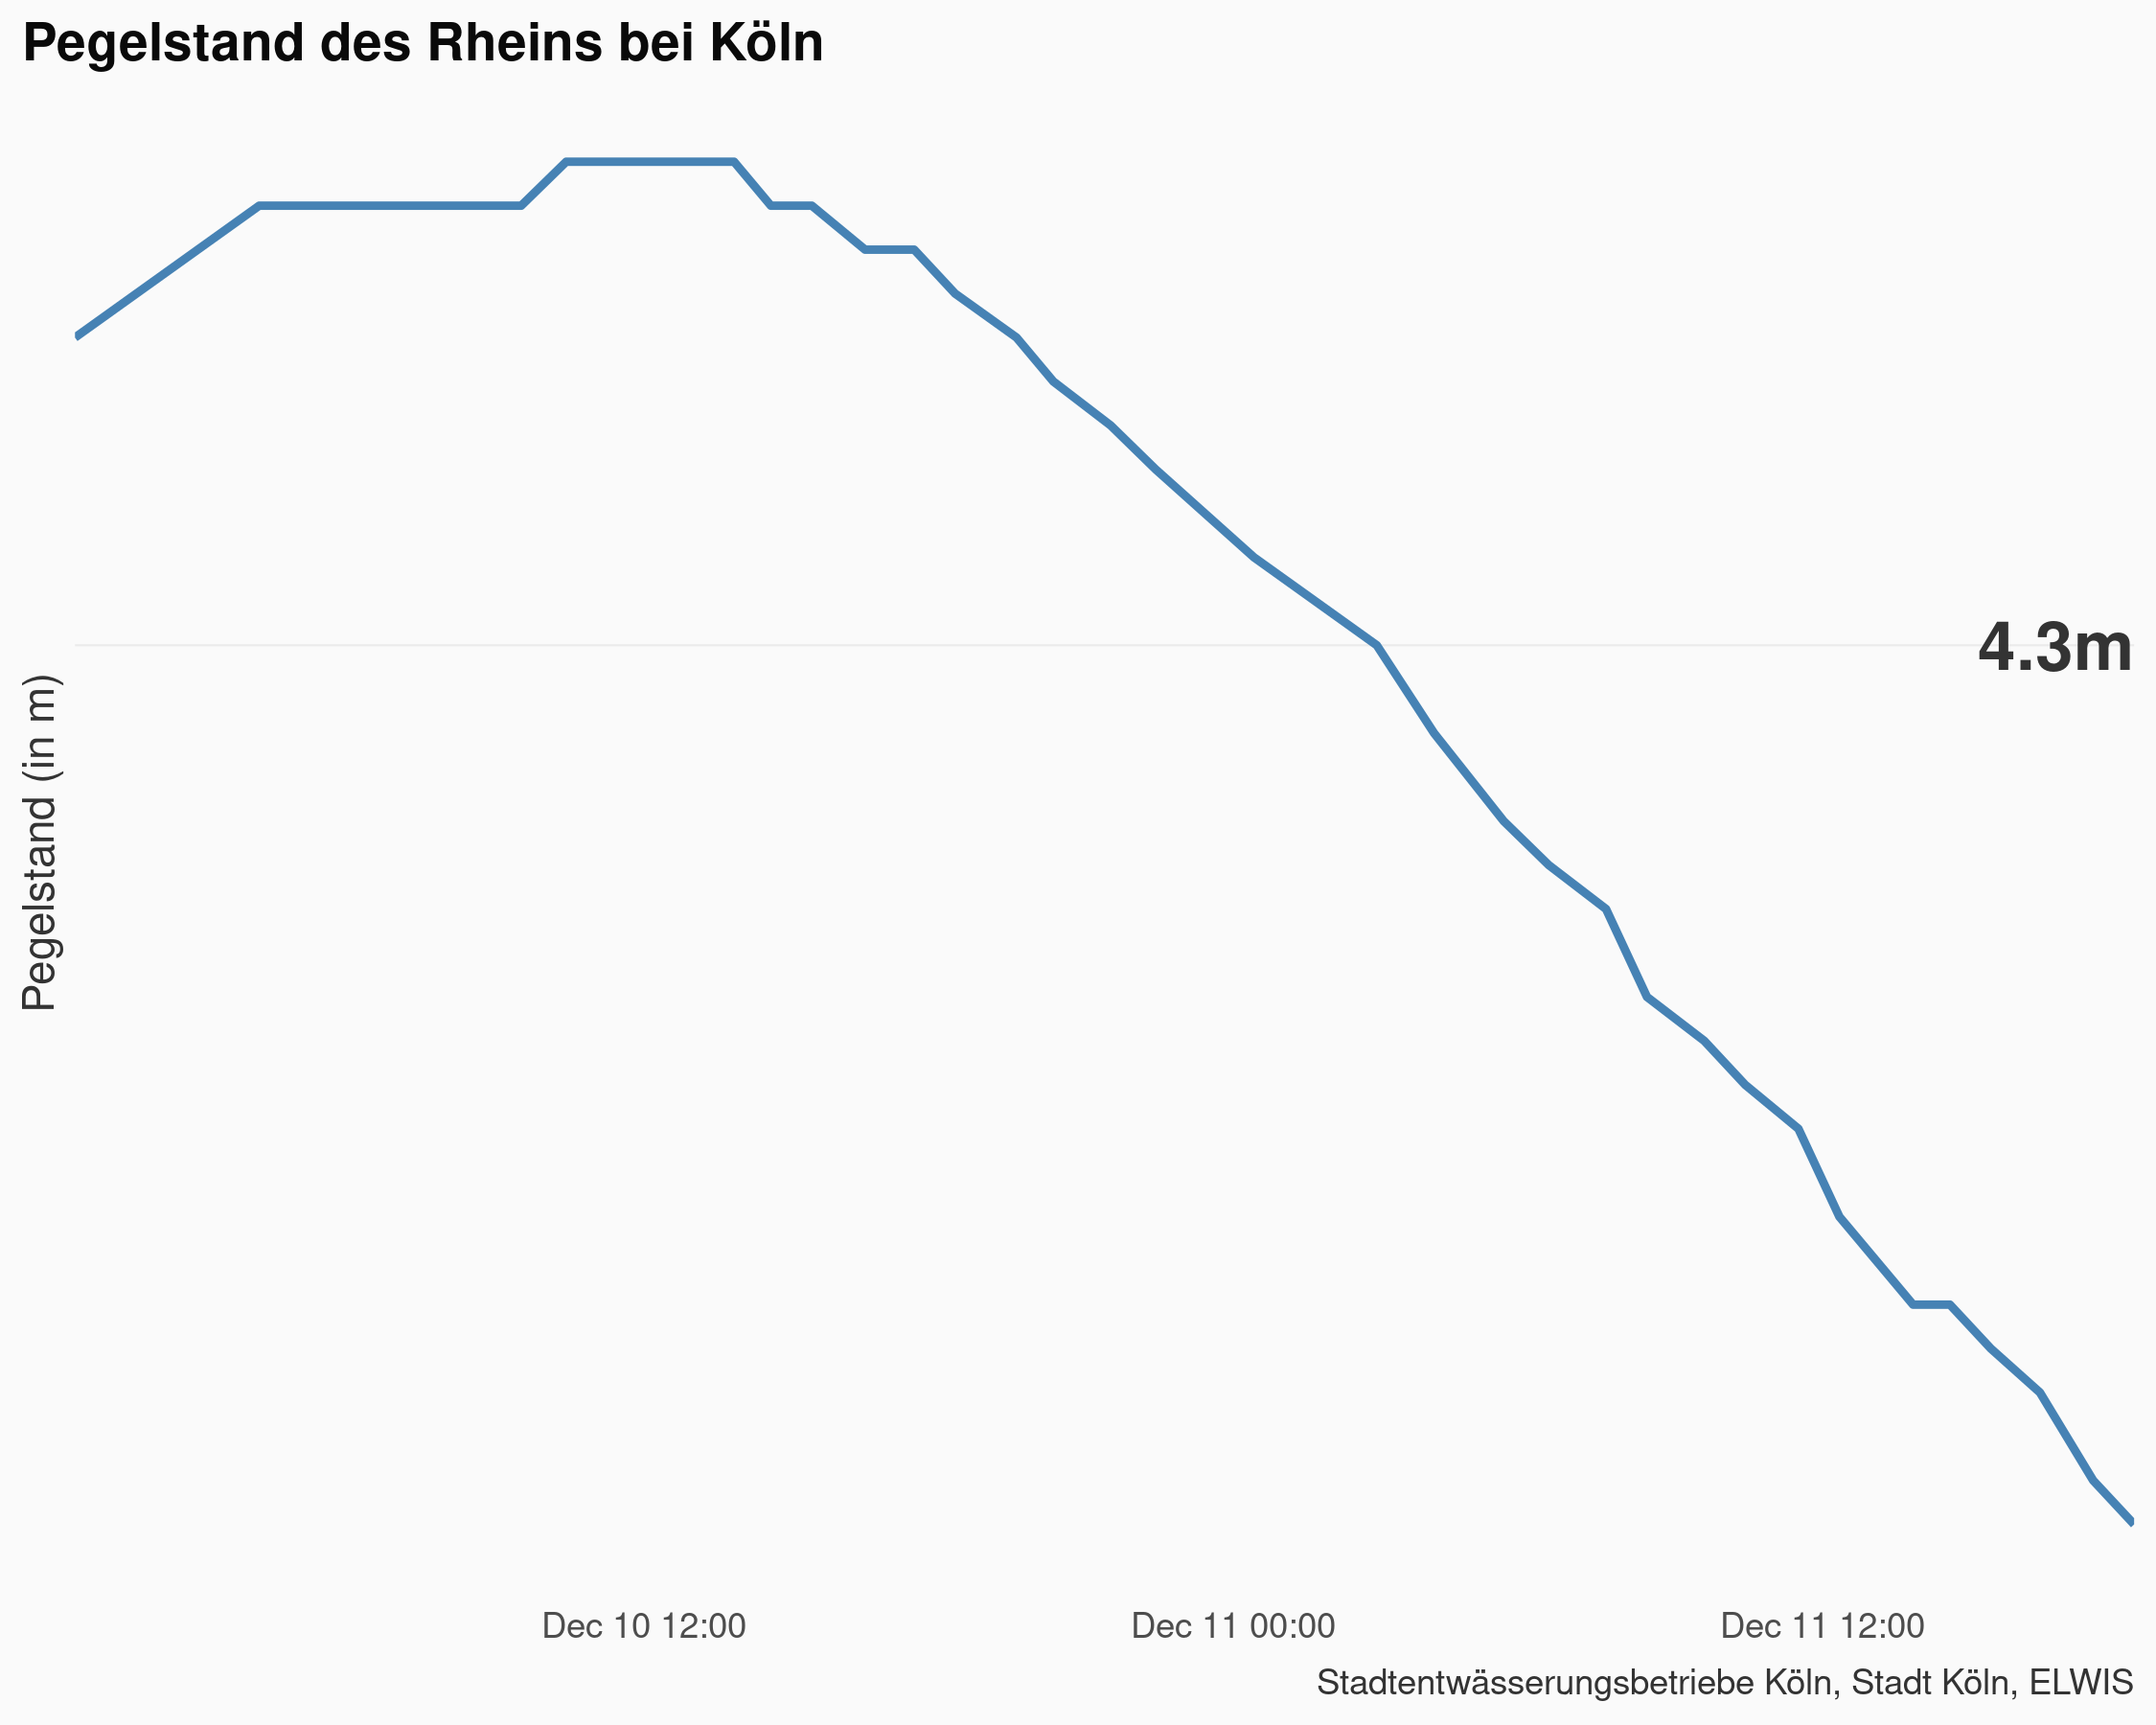 Pegelstand des Rheins bei Köln
Pegelstand (in m)
4.3m
Dec 10 12:00
Dec 11 00:00
Dec 11 12:00
Stadtentwässerungsbetriebe Köln, Stadt Köln, ELWIS